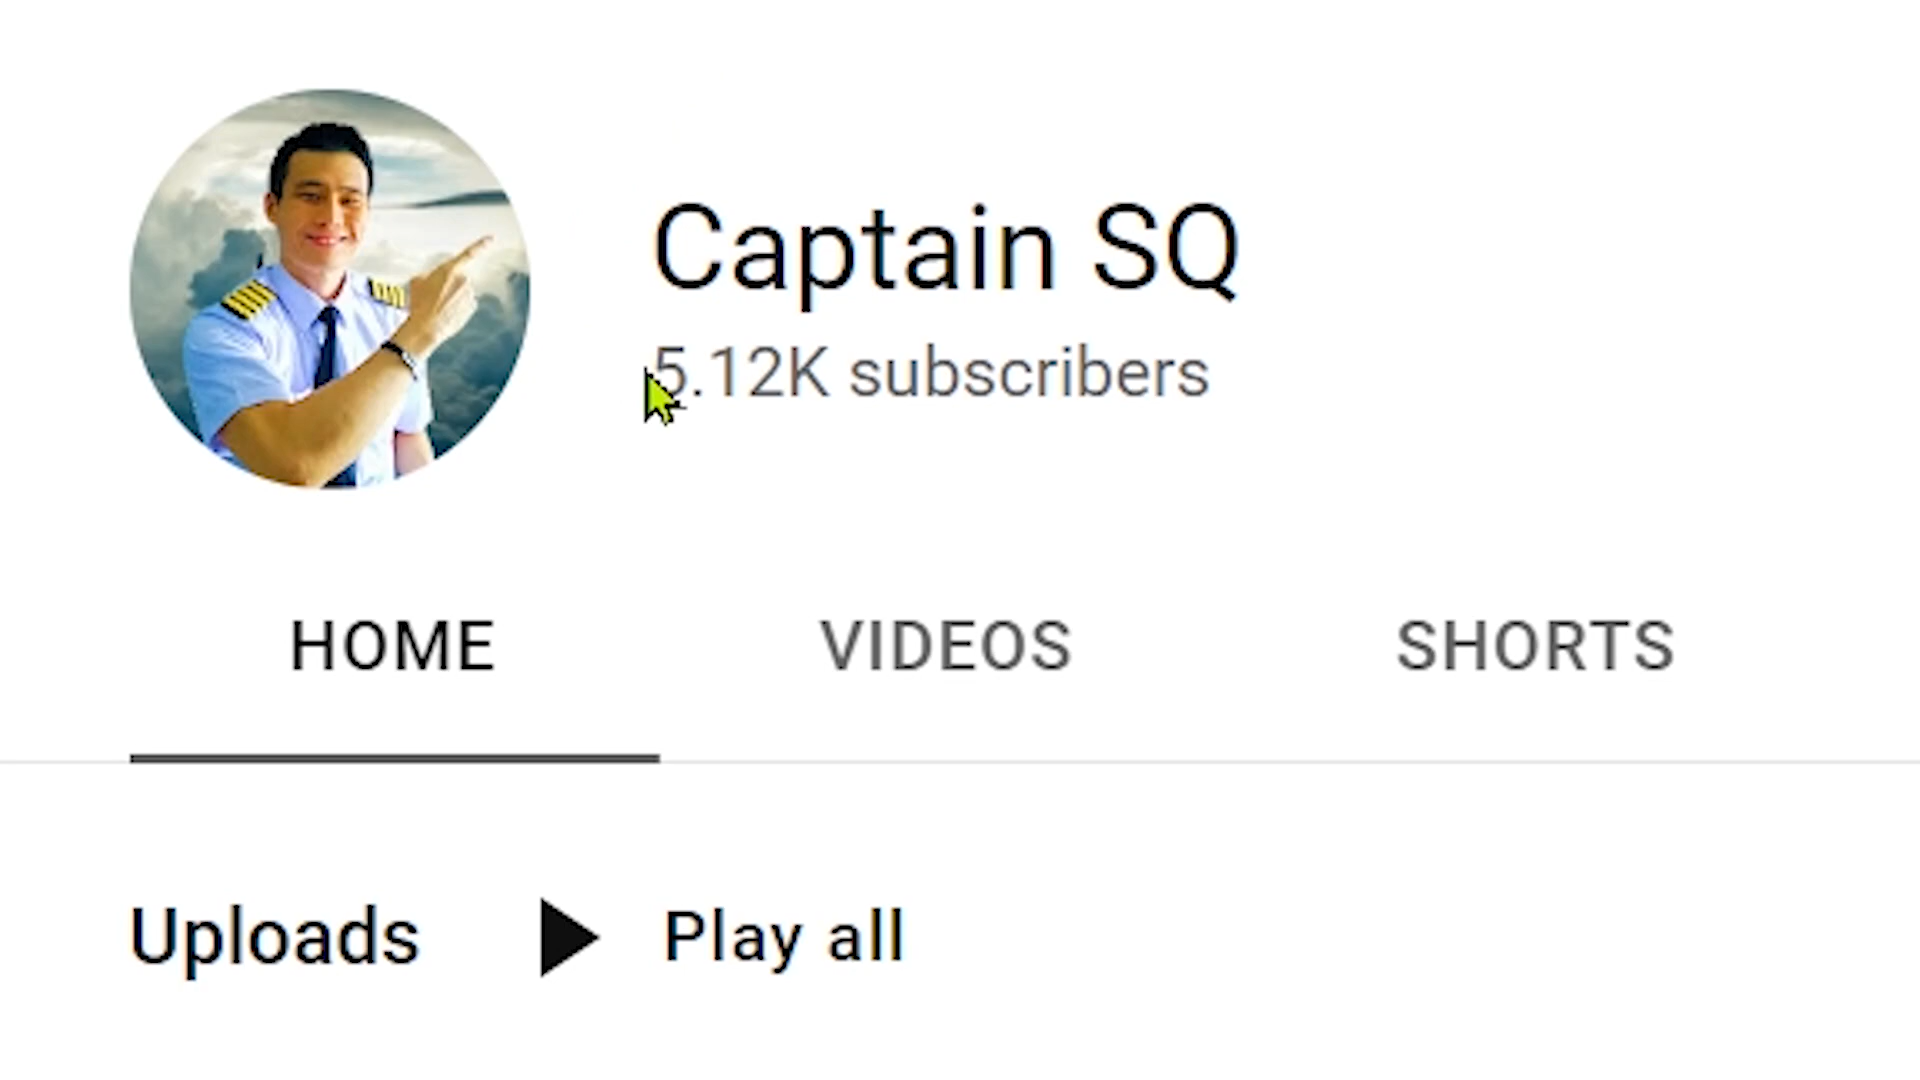 Captain SQ
5.12K subscribers
HOME VIDEOS SHORTS
Uploads Play all